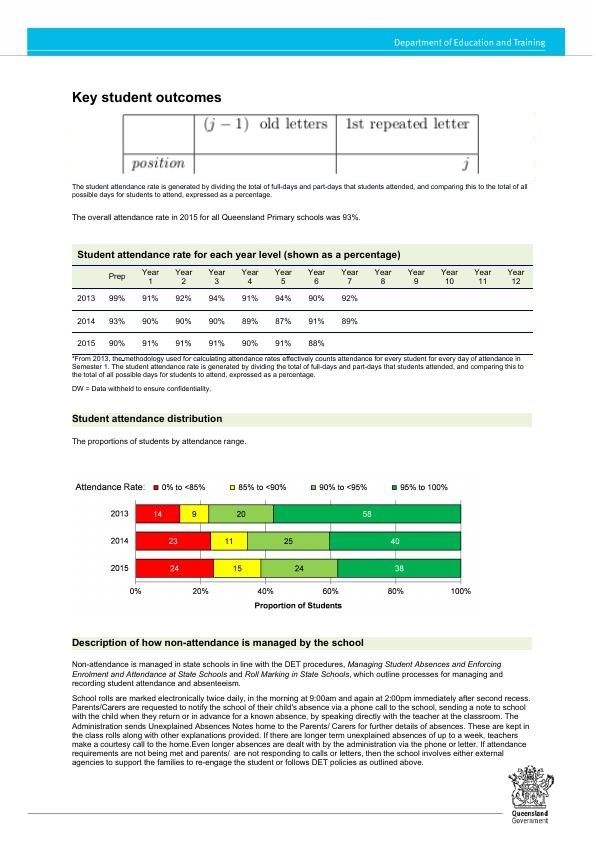 Department of Education and Training
Key student outcomes
(j − 1) old letters 1st repeated letter
position j
The student attendance rate is generated by dividing the total of full-days and part-days that students attended, and comparing this to the total of all
possible days for students to attend, expressed as a percentage.
The overall attendance rate in 2015 for all Queensland Primary schools was 93%.
Student attendance rate for each year level (shown as a percentage)
Prep Year 1 Year 2 Year 3 Year 4 Year 5 Year 6 Year 7 Year 8 Year 9 Year 10 Year 11 Year 12
2013 99% 91% 92% 94% 91% 94% 90% 92%
2014 93% 90% 90% 90% 89% 87% 91% 89%
2015 90% 91% 91% 91% 90% 91% 88%
*From 2013, the methodology used for calculating attendance rates effectively counts attendance for every student for every day of attendance in
Semester 1. The student attendance rate is generated by dividing the total of full-days and part-days that students attended, and comparing this to
the total of all possible days for students to attend, expressed as a percentage.
DW = Data withheld to ensure confidentiality.
Student attendance distribution
The proportions of students by attendance range.
Attendance Rate: 0% to <85% 85% to <90% 90% to <95% 95% to 100%
2013 14 9 20 58
2014 23 11 25 40
2015 24 15 24 38
0% 20% 40% 60% 80% 100%
Proportion of Students
Description of how non-attendance is managed by the school
Non-attendance is managed in state schools in line with the DET procedures, Managing Student Absences and Enforcing
Enrolment and Attendance at State Schools and Roll Marking in State Schools, which outline processes for managing and
recording student attendance and absenteeism.
School rolls are marked electronically twice daily, in the morning at 9:00am and again at 2:00pm immediately after second recess.
Parents/Carers are requested to notify the school of their child's absence via a phone call to the school, sending a note to school
with the child when they return or in advance for a known absence, by speaking directly with the teacher at the classroom. The
Administration sends Unexplained Absences Notes home to the Parents/ Carers for further details of absences. These are kept in
the class rolls along with other explanations provided. If there are longer term unexplained absences of up to a week, teachers
make a courtesy call to the home.Even longer absences are dealt with by the administration via the phone or letter. If attendance
requirements are not being met and parents/ are not responding to calls or letters, then the school involves either external
agencies to support the families to re-engage the student or follows DET policies as outlined above.
Queensland
Government